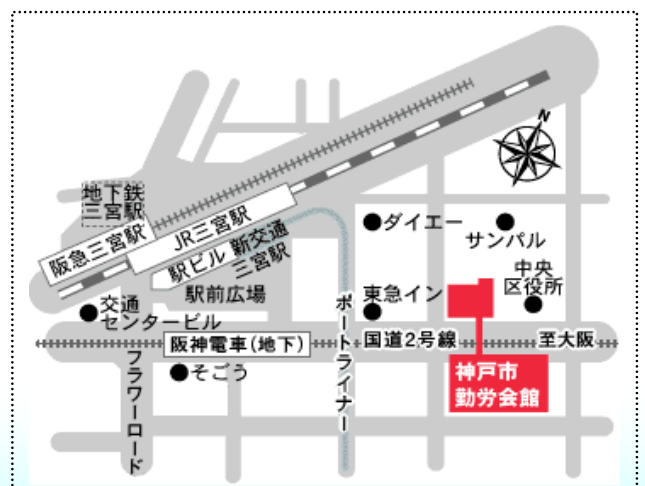 N
地下鉄
三宮駅
阪急三宮駅
JR三宮駅
駅ビル
新交通
三宮駅
駅前広場
ダイエー
サンパル
中央
区役所
東急イン
交通
センタービル
ポートライナー
阪神電車(地下)
国道2号線
至大阪
そごう
フラワーロード
神戸市
勤労会館